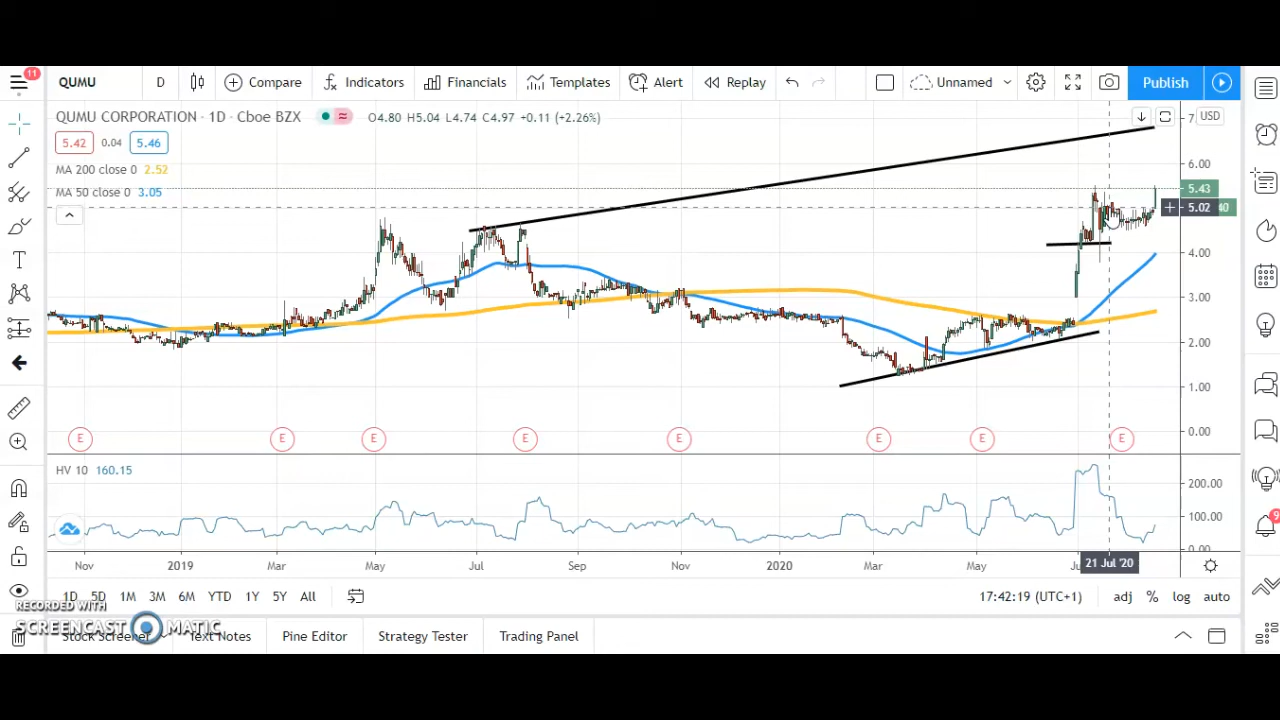 11
QUMU D Compare Indicators Financials Templates Alert Replay Unnamed Publish
QUMU CORPORATION · 1D · Cboe BZX O4.80 H5.04 L4.74 C4.97 +0.11 (+2.26%)
7 USD
5.42 0.04 5.46
MA 200 close 0 2.52
6.00
MA 50 close 0 3.05
5.43
5.02 40
4.00
3.00
2.00
1.00
0.00
E E E E E E E E
HV 10 160.15
200.00
100.00
0.00
9
Nov 2019 Mar May Jul Sep Nov 2020 Mar May 21 Jul '20
1D 5D 1M 3M 6M YTD 1Y 5Y All 17:42:19 (UTC+1) adj % log auto
RECORDED WITH
SCREENCAST MATIC
Stock Screener Text Notes Pine Editor Strategy Tester Trading Panel